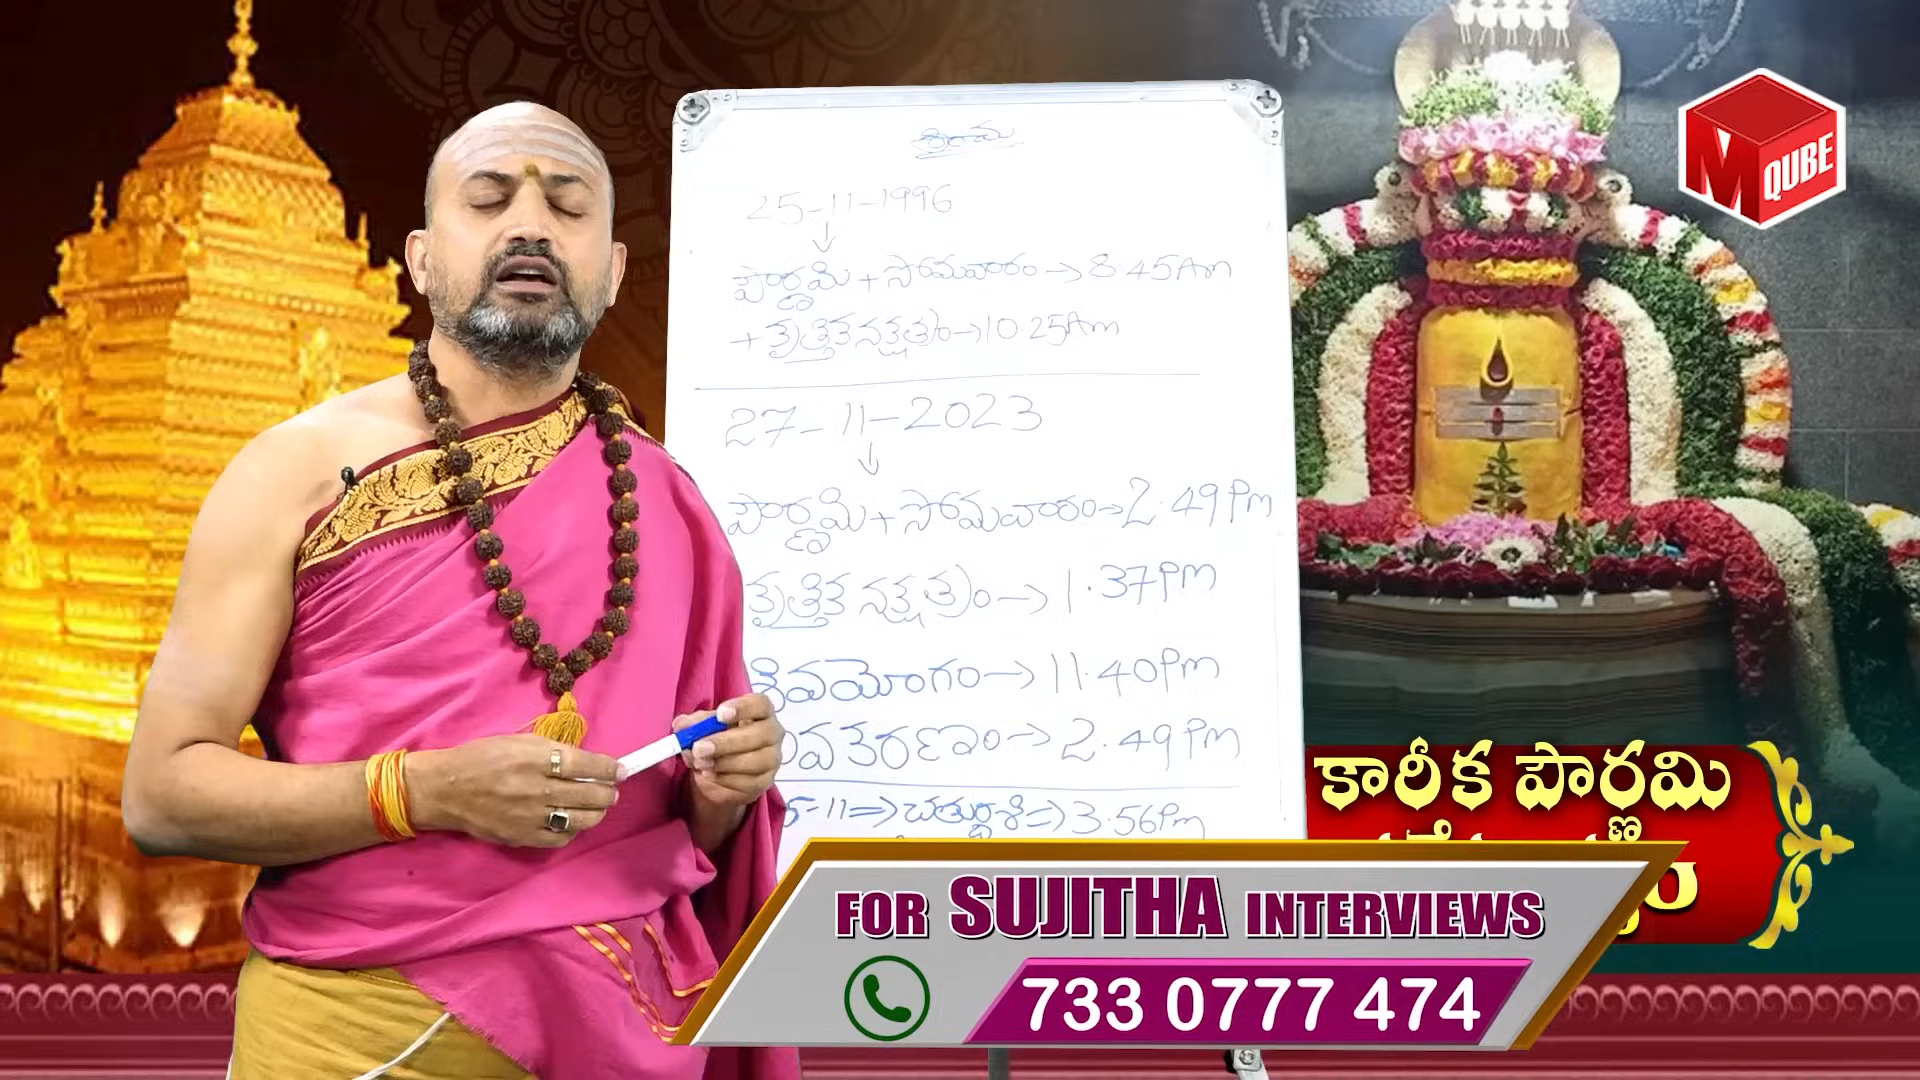 శ్రీరామ
25-11-1996
పౌర్ణమి + సోమవారం → 8.45Am
+ కృత్తికనక్షత్రం → 10.25Am
27-11-2023
పౌర్ణమి + సోమవారం → 2.49Pm
కృత్తిక నక్షత్రం → 1.37Pm
శివయోగం → 11.40Pm
→ 2.49Pm
-11 ⇒ చతుర్దశి ⇒ 3.56Pm
M QUBE
కార్తీక పౌర్ణమి
FOR SUJITHA INTERVIEWS
733 0777 474